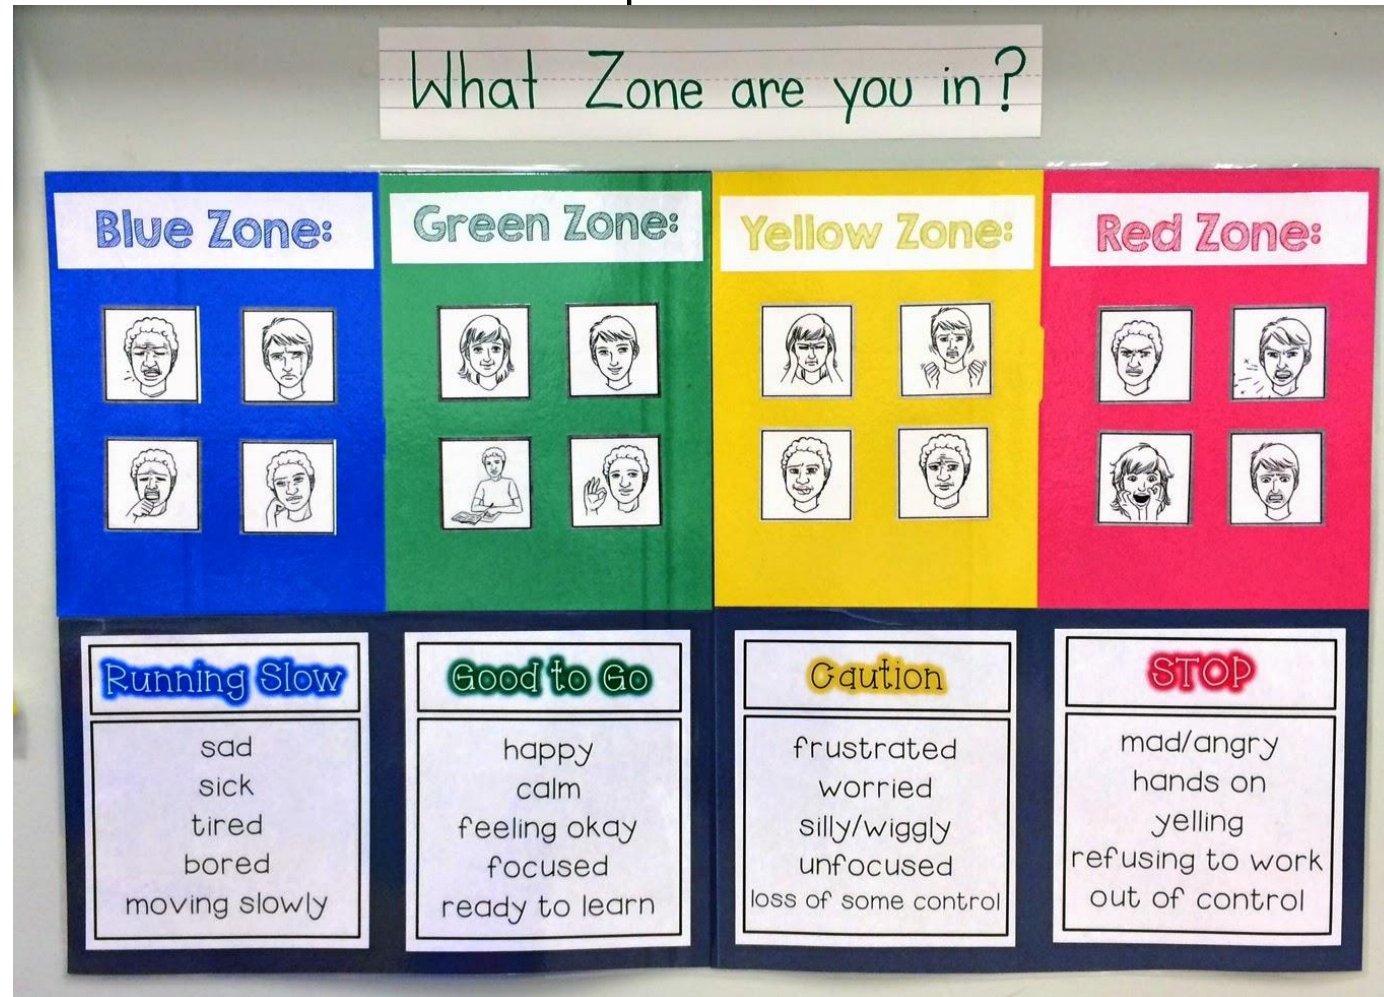 What Zone are you in?
Blue Zone:
Green Zone:
Yellow Zone:
Red Zone:
Running Slow
sad
sick
tired
bored
moving slowly
Good to Go
happy
calm
feeling okay
focused
ready to learn
Caution
frustrated
worried
silly/wiggly
unfocused
loss of some control
STOP
mad/angry
hands on
yelling
refusing to work
out of control